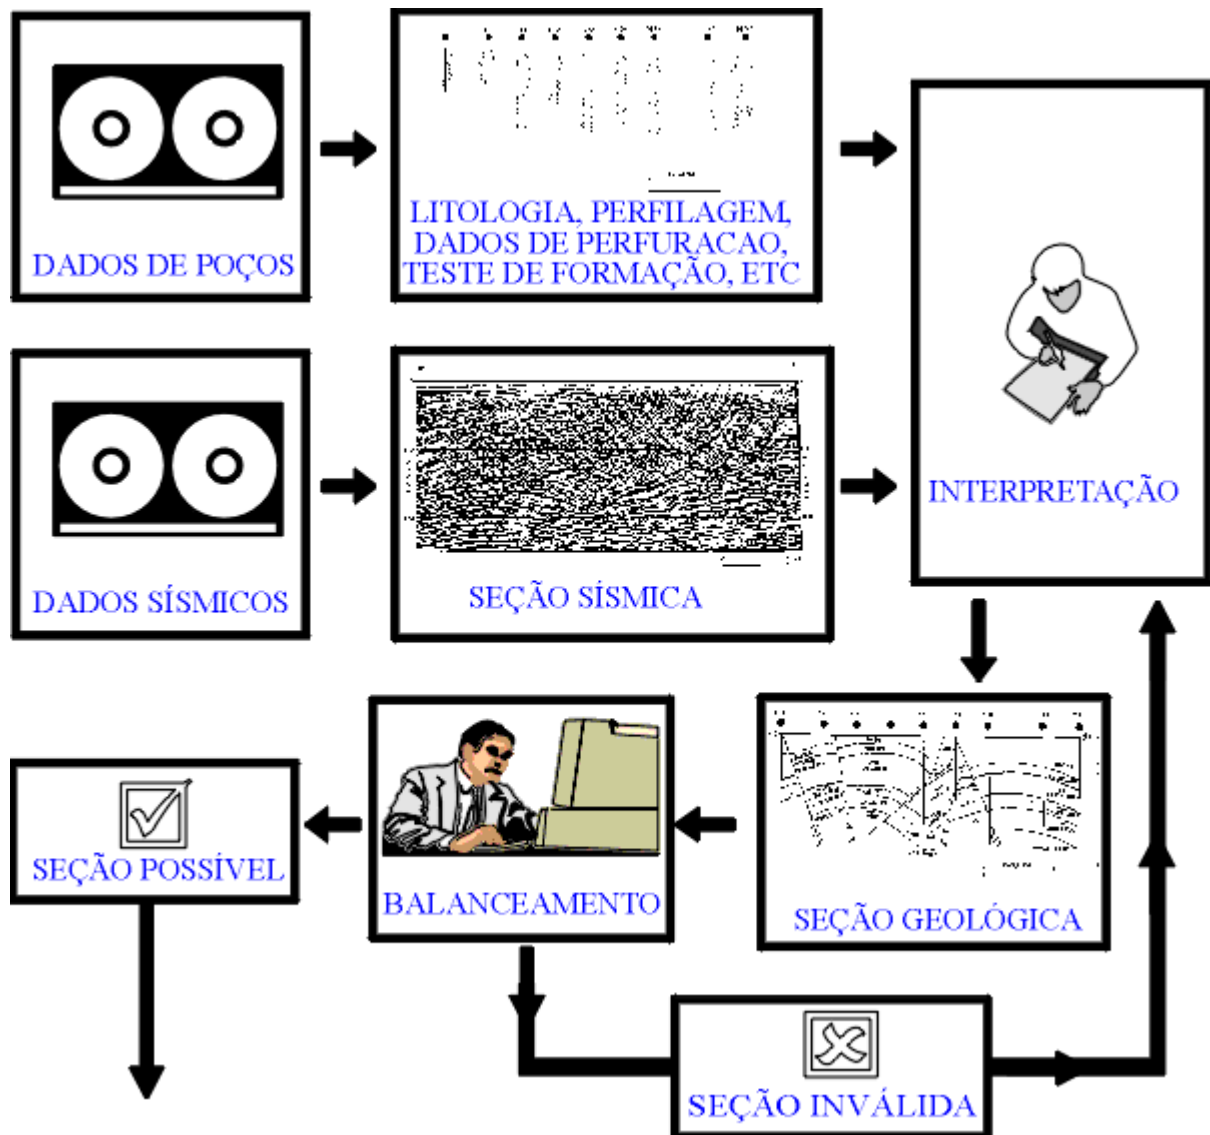 DADOS DE POÇOS
LITOLOGIA, PERFILAGEM,
DADOS DE PERFURACAO,
TESTE DE FORMAÇÃO, ETC
DADOS SÍSMICOS
SEÇÃO SÍSMICA
INTERPRETAÇÃO
SEÇÃO POSSÍVEL
BALANCEAMENTO
SEÇÃO GEOLÓGICA
SEÇÃO INVÁLIDA